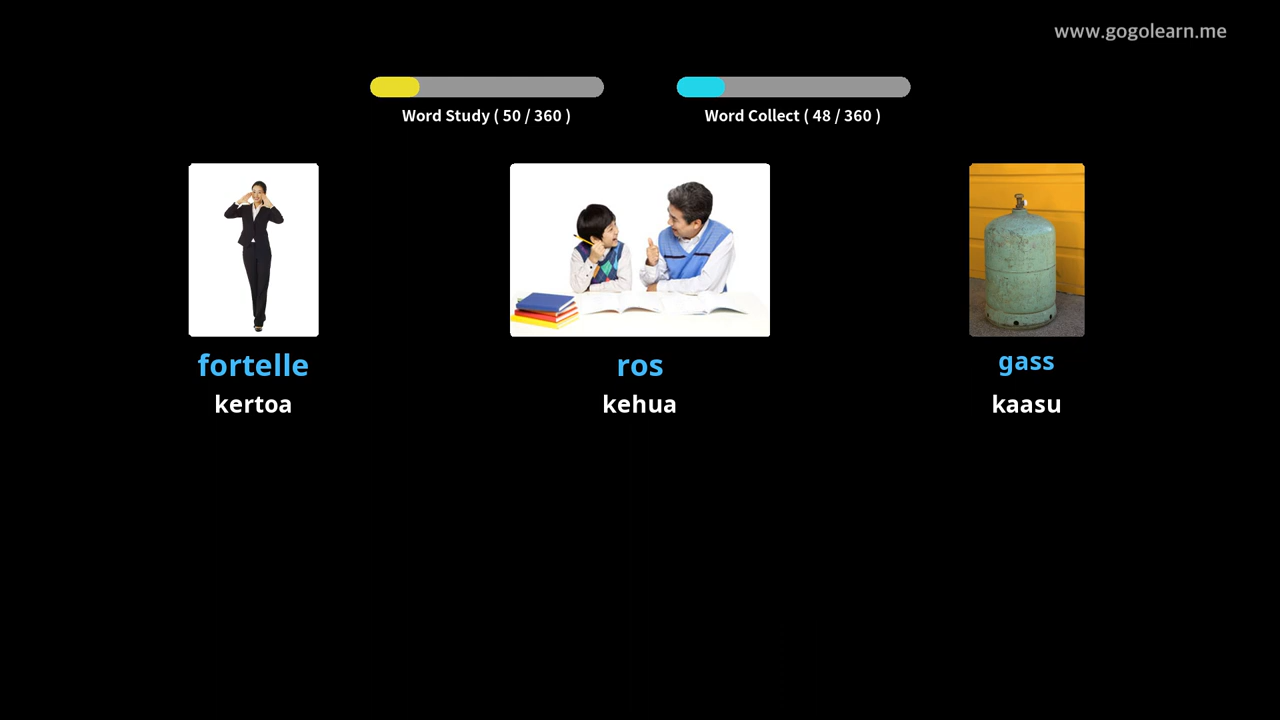 www.gogolearn.me
Word Study ( 50 / 360 )
Word Collect ( 48 / 360 )
fortelle
kertoa
ros
kehua
gass
kaasu